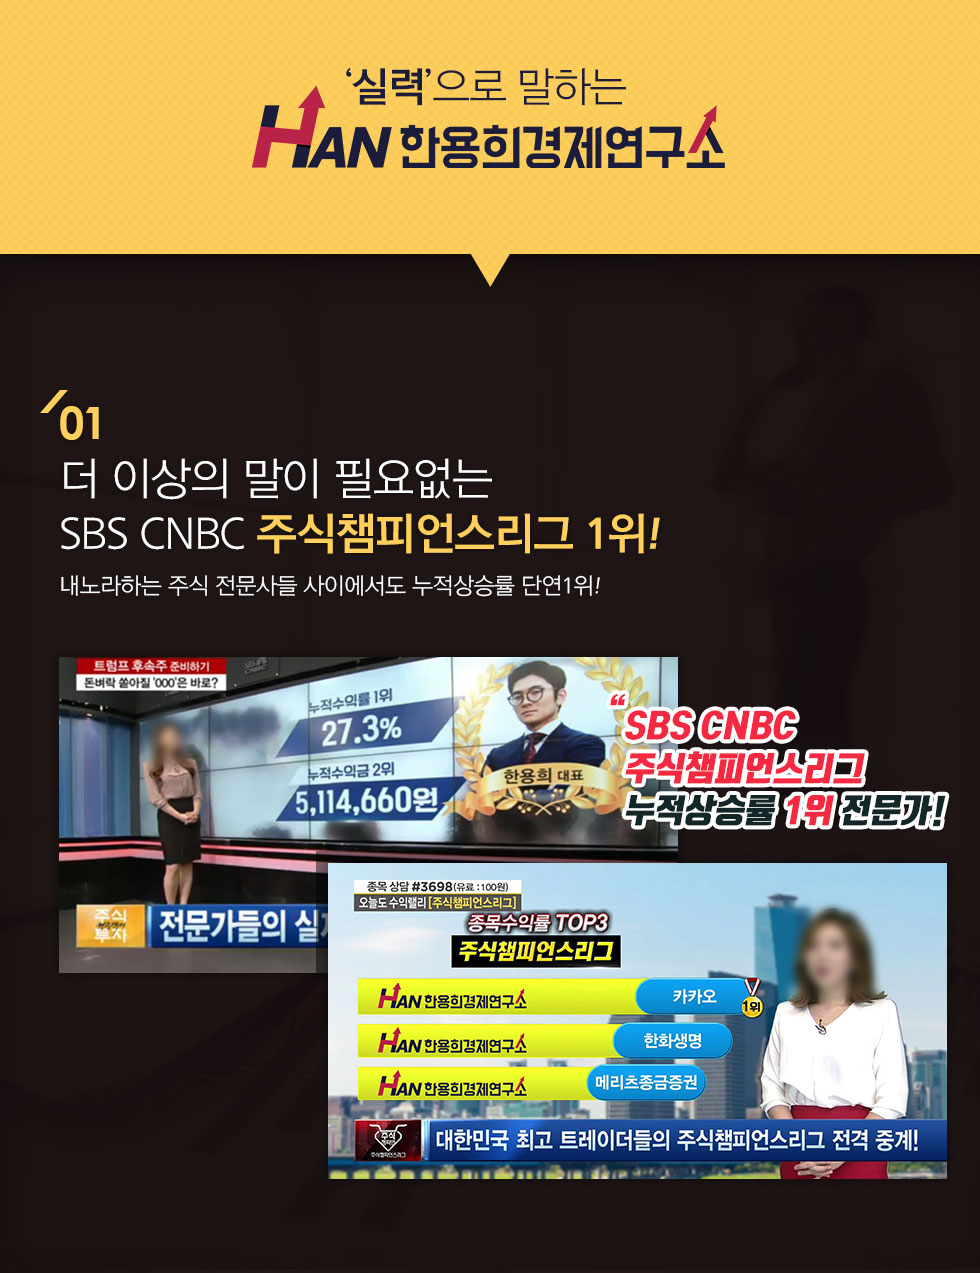 ‘실력’으로 말하는
HAN 한용희경제연구소
01
더 이상의 말이 필요없는
SBS CNBC 주식챔피언스리그 1위!
내노라하는 주식 전문사들 사이에서도 누적상승률 단연1위!
트럼프 후속주 준비하기
돈벼락 쏟아질 '000'은 바로?
SBS CNBC
누적수익률 1위
27.3%
누적수익금 2위
5,114,660원
한용희 대표
주식
부자
전문가들의 실
“SBS CNBC
주식챔피언스리그
누적상승률 1위 전문가!
종목 상담 #3698(유료 : 100원)
오늘도 수익랠리 [주식챔피언스리그]
종목수익률 TOP3
주식챔피언스리그
HAN 한용희경제연구소 카카오 1위
HAN 한용희경제연구소 한화생명
HAN 한용희경제연구소 메리츠종금증권
주식
주식챔피언스리그
대한민국 최고 트레이더들의 주식챔피언스리그 전격 중계!